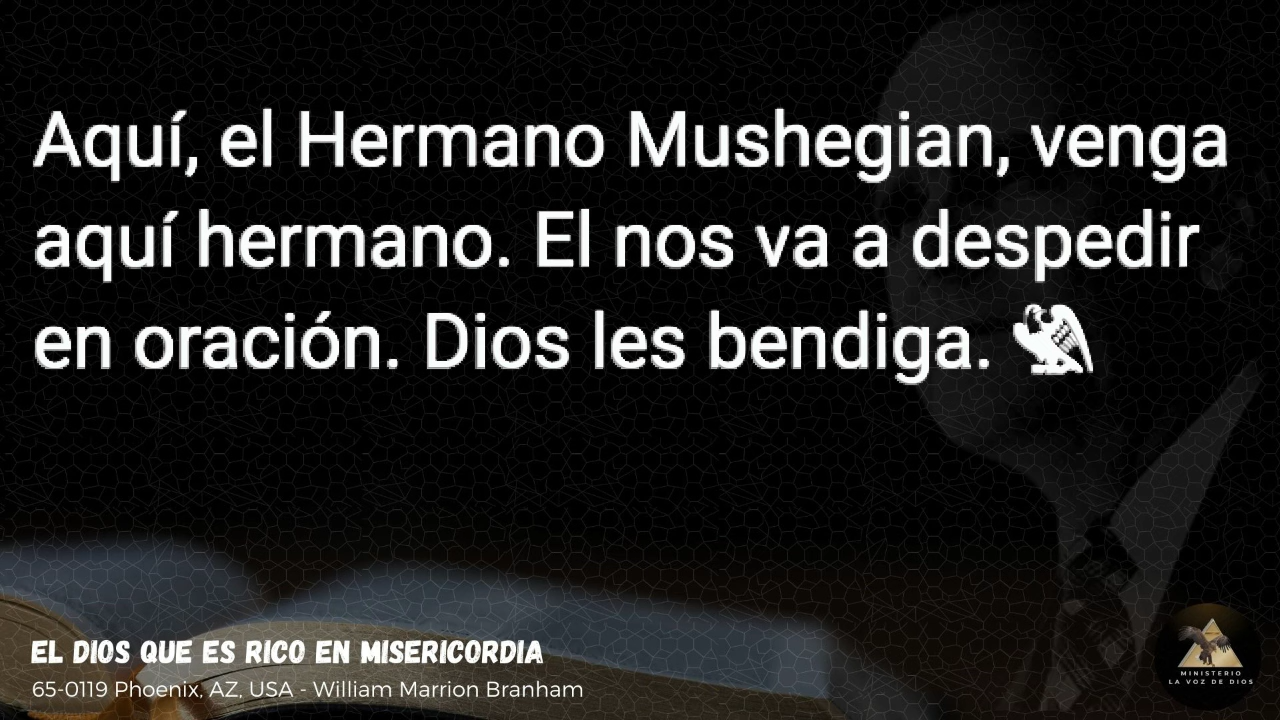 Aquí, el Hermano Mushegian, venga
aquí hermano. El nos va a despedir
en oración. Dios les bendiga.
EL DIOS QUE ES RICO EN MISERICORDIA
65-0119 Phoenix, AZ, USA - William Marrion Branham
MINISTERIO
LA VOZ DE DIOS